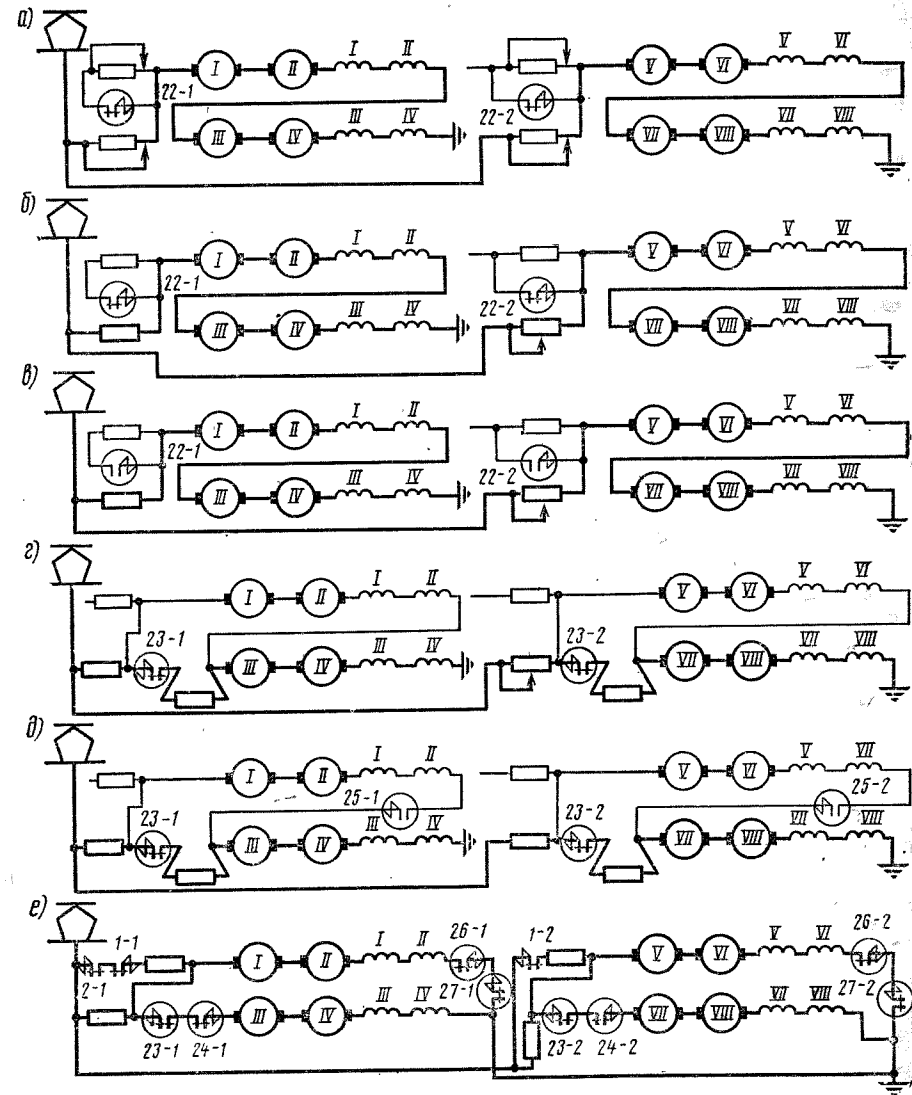 а)
I II V VI
I II V VI
22-1 22-2
III IV VII VIII
III IV VII VIII
б)
I II V VI
I II V VI
22-1 22-2
III IV VII VIII
III IV VII VIII
в)
I II V VI
I II V VI
22-1 22-2
III IV VII VIII
III IV VII VIII
г)
I II V VI
I II V VI
23-1 23-2
III IV VII VIII
III IV VII VIII
д)
I II V VII
I II V VI
25-1 25-2
23-1 23-2
III IV VII VIII
III IV VII VIII
е)
1-1 I II 26-1 1-2 V VI 26-2
I II V VI
2-1 27-1 27-2
III IV VII VIII
III IV VII VIII
23-1 24-1 23-2 24-2